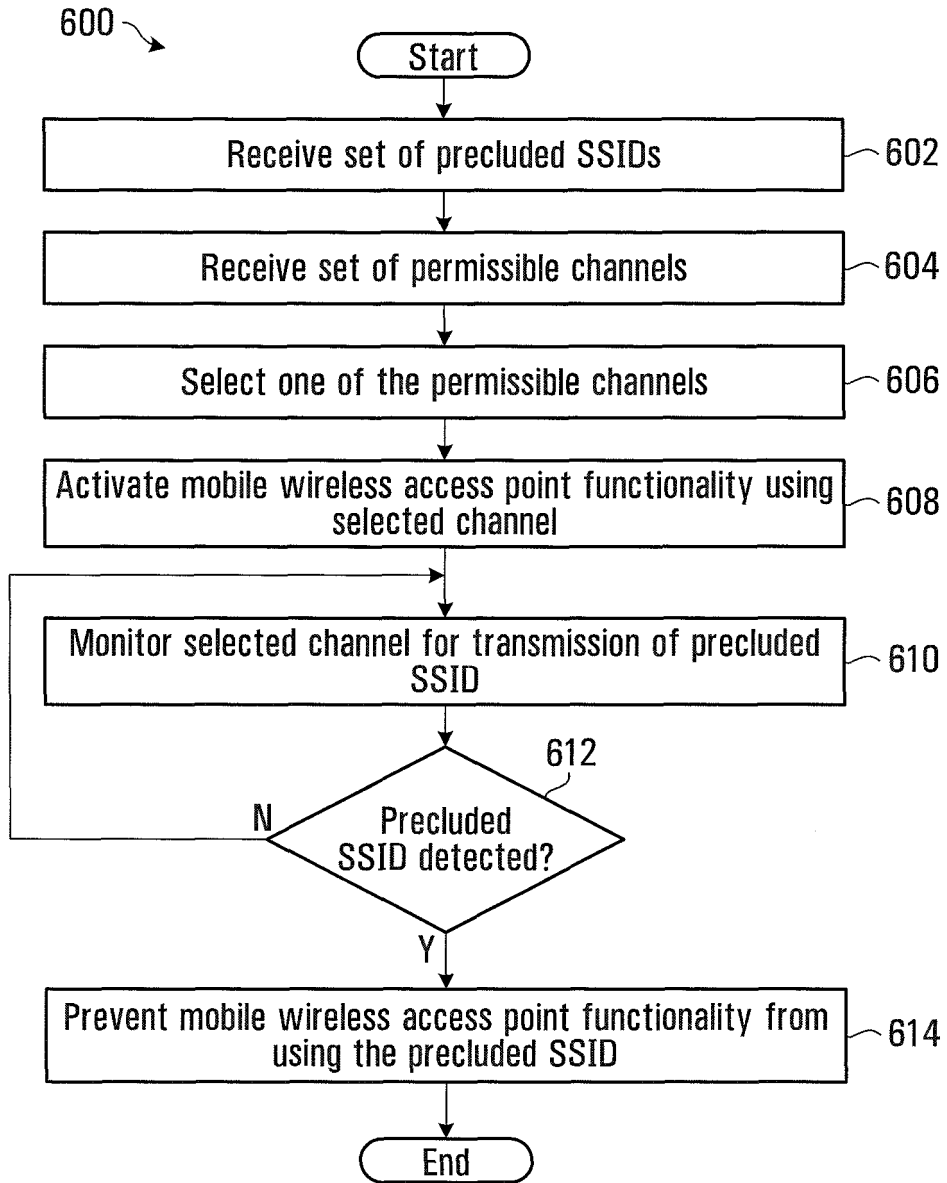 600
Start
Receive set of precluded SSIDs
602
Receive set of permissible channels
604
Select one of the permissible channels
606
Activate mobile wireless access point functionality using
selected channel
608
Monitor selected channel for transmission of precluded
SSID
610
612
Precluded
SSID detected?
N
Y
Prevent mobile wireless access point functionality from
using the precluded SSID
614
End